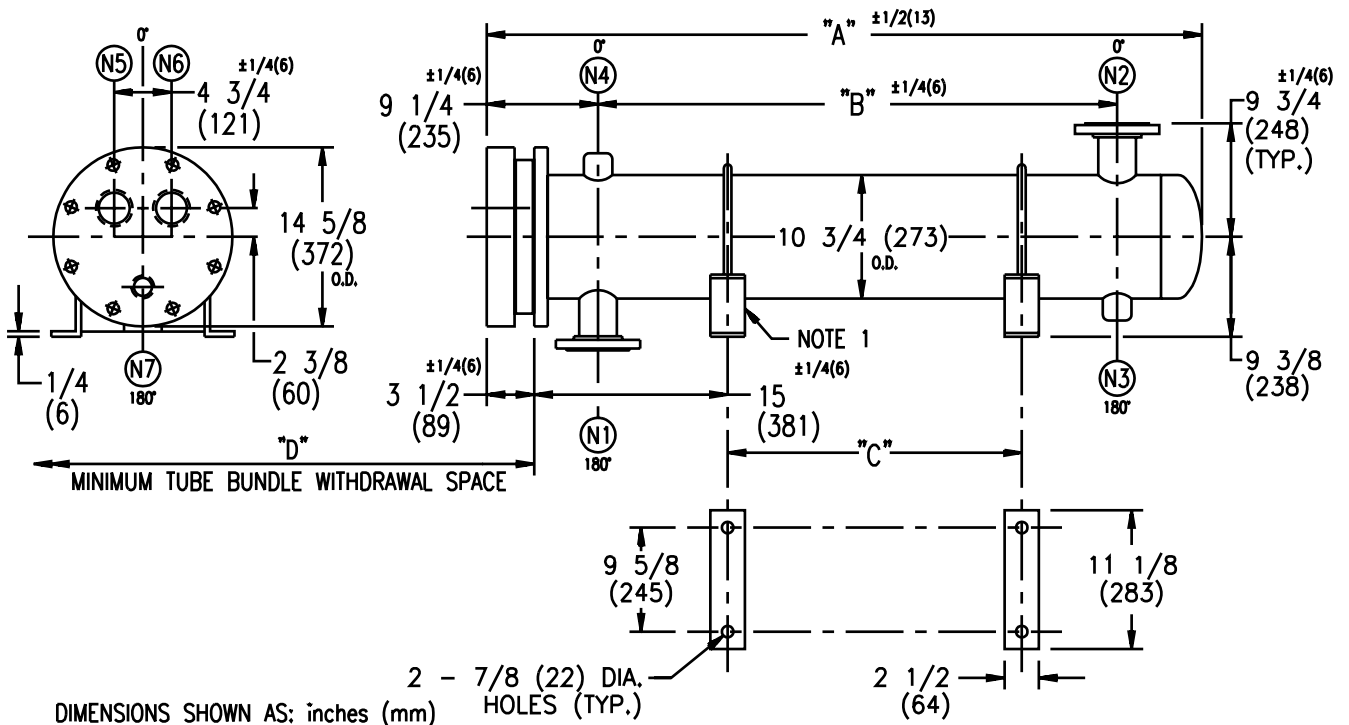 0°
N5
N6
±1/4(6)
4 3/4
(121)
14 5/8
(372)
O.D.
2 3/8
(60)
1/4
(6)
N7
180°
"A" ±1/2(13)
±1/4(6)
9 1/4
(235)
0°
N4
"B" ±1/4(6)
0°
N2
±1/4(6)
9 3/4
(248)
(TYP.)
10 3/4 (273)
O.D.
NOTE 1
±1/4(6)
3 1/2
(89)
±1/4(6)
15
(381)
N1
180°
N3
180°
9 3/8
(238)
"D"
MINIMUM TUBE BUNDLE WITHDRAWAL SPACE
"C"
9 5/8
(245)
11 1/8
(283)
2 - 7/8 (22) DIA.
HOLES (TYP.)
2 1/2
(64)
DIMENSIONS SHOWN AS: inches (mm)